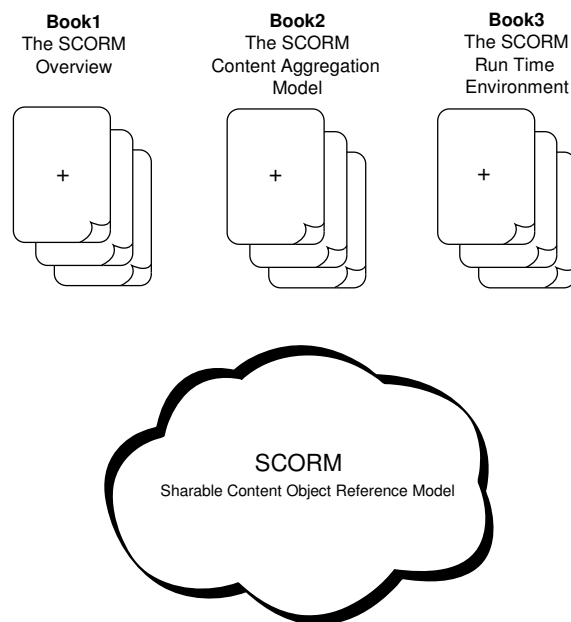 Book1
The SCORM
Overview
Book2
The SCORM
Content Aggregation
Model
Book3
The SCORM
Run Time
Environment
+
+
+
SCORM
Sharable Content Object Reference Model